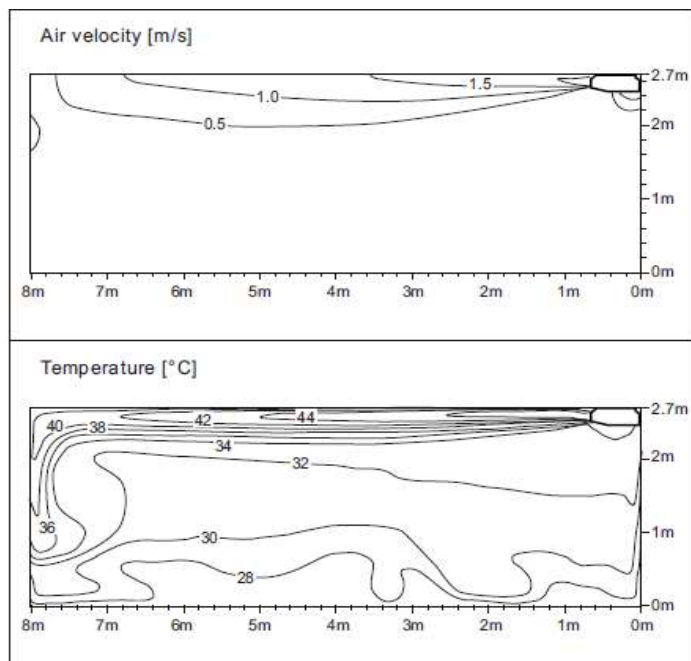 Air velocity [m/s]
2.7m
1.5
1.0
2m
0.5
1m
0m
8m 7m 6m 5m 4m 3m 2m 1m 0m
Temperature [°C]
2.7m
42 44
40 38
34
2m
32
36
1m
30
28
0m
8m 7m 6m 5m 4m 3m 2m 1m 0m